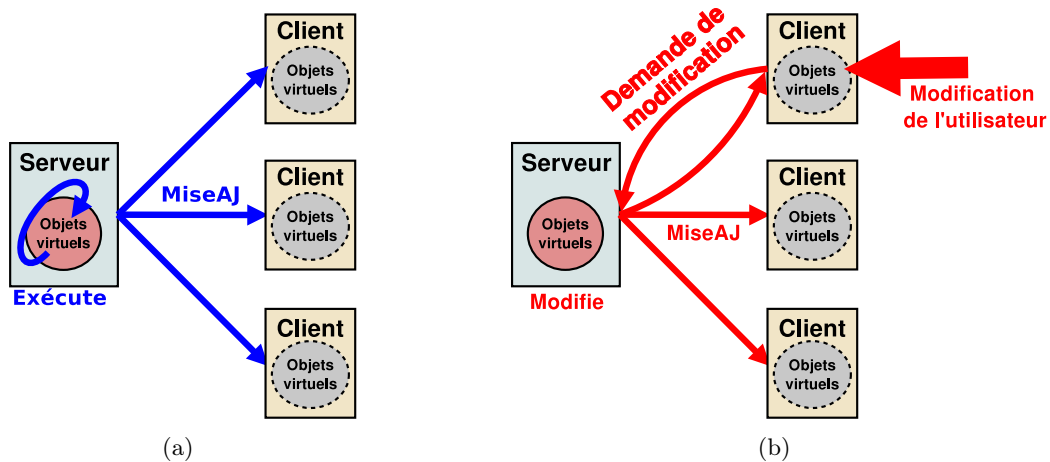 Client
Objets
virtuels
Serveur
Objets
virtuels
Exécute
MiseAJ
Client
Objets
virtuels
Client
Objets
virtuels
(a)
Client
Objets
virtuels
Demande de
modification
Modification
de l'utilisateur
Serveur
Objets
virtuels
Modifie
MiseAJ
Client
Objets
virtuels
Client
Objets
virtuels
(b)